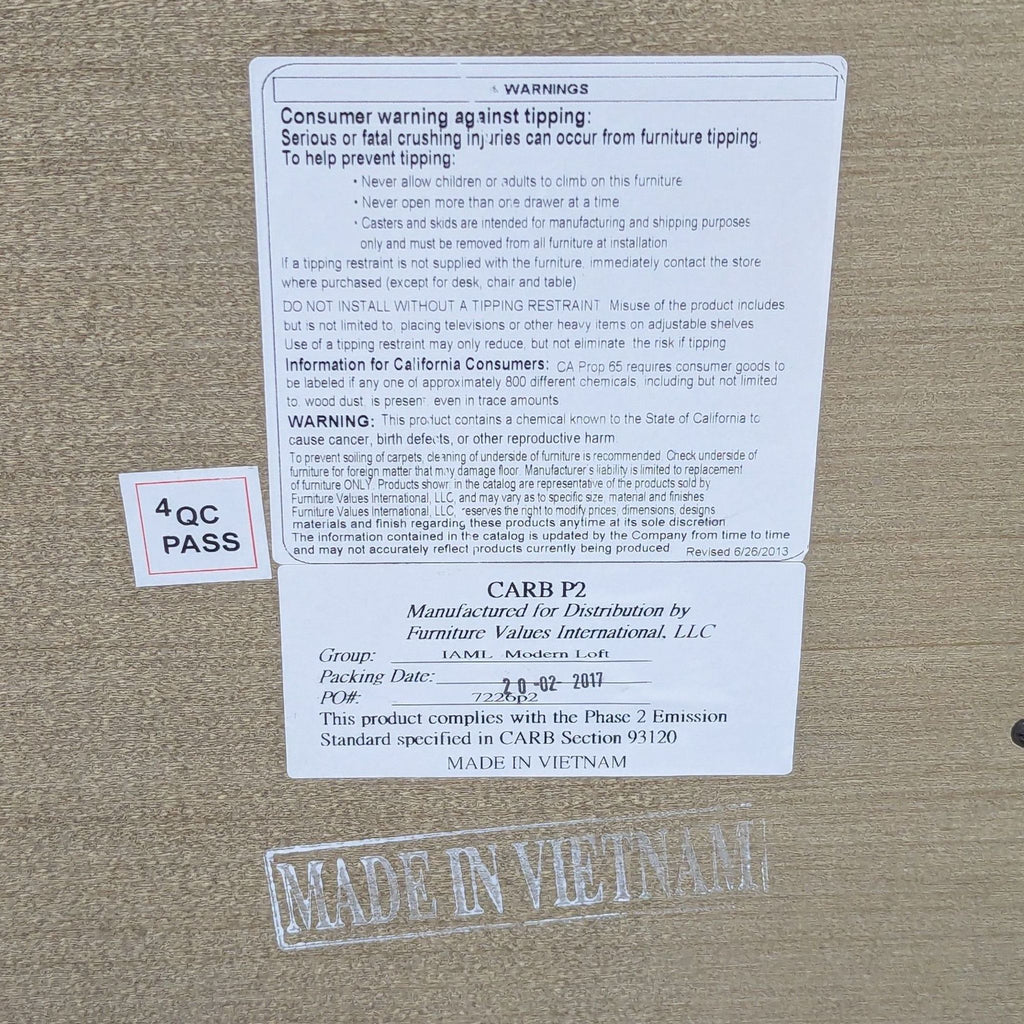 WARNINGS
Consumer warning against tipping:
Serious or fatal crushing injuries can occur from furniture tipping.
To help prevent tipping:
• Never allow children or adults to climb on this furniture
• Never open more than one drawer at a time
• Casters and skids are intended for manufacturing and shipping purposes
only and must be removed from all furniture at installation
If a tipping restraint is not supplied with the furniture, immediately contact the store
where purchased (except for desk, chair and table)
DO NOT INSTALL WITHOUT A TIPPING RESTRAINT. Misuse of the product includes
but is not limited to, placing televisions or other heavy items on adjustable shelves
Use of a tipping restraint may only reduce, but not eliminate, the risk if tipping
Information for California Consumers: CA Prop 65 requires consumer goods to
be labeled if any one of approximately 800 different chemicals, including but not limited
to, wood dust, is present, even in trace amounts
WARNING: This product contains a chemical known to the State of California to
cause cancer, birth defects, or other reproductive harm.
To prevent soiling of carpets, cleaning of underside of furniture is recommended. Check underside of
furniture for foreign matter that may damage floor. Manufacturer's liability is limited to replacement
of furniture ONLY. Products shown in the catalog are representative of the products sold by
Furniture Values International, LLC, and may vary as to specific size, material and finishes
Furniture Values International, LLC, reserves the right to modify prices, dimensions, designs
materials and finish regarding these products anytime at its sole discretion
The information contained in the catalog is updated by the Company from time to time
and may not accurately reflect products currently being produced Revised 6/26/2013
4 QC
PASS
CARB P2
Manufactured for Distribution by
Furniture Values International, LLC
Group: IAML Modern Loft
Packing Date: 20-02-2017
PO#: 7226p2
This product complies with the Phase 2 Emission
Standard specified in CARB Section 93120
MADE IN VIETNAM
MADE IN VIETNAM